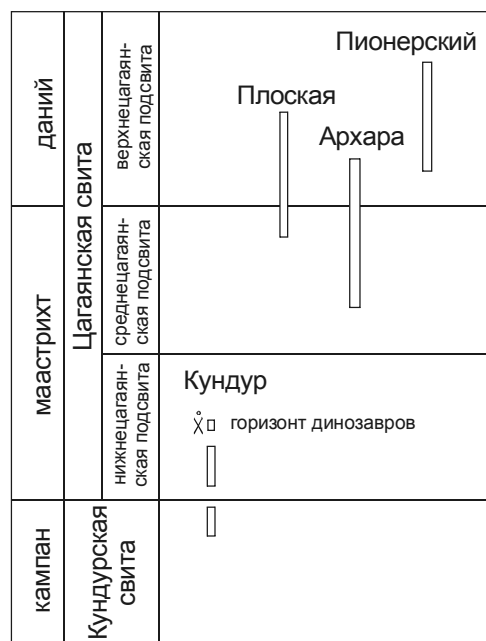 даний
маастрихт
кампан
Цагаянская свита
Кундурская
свита
верхнецагаян-
ская подсвита
среднецагаян-
ская подсвита
нижнецагаян-
ская подсвита
Пионерский
Плоская
Архара
Кундур
горизонт динозавров